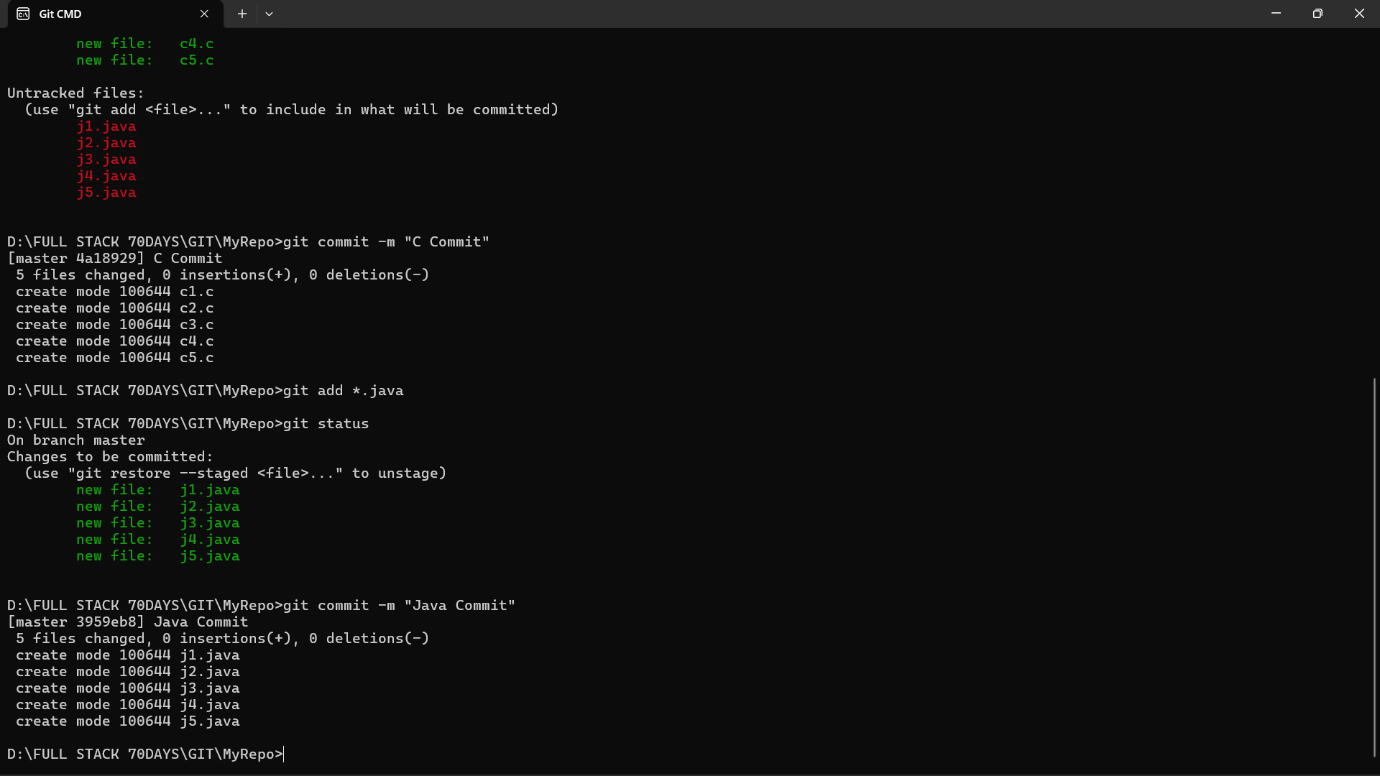 Git CMD
new file:   c4.c
new file:   c5.c
Untracked files:
(use "git add <file>..." to include in what will be committed)
j1.java
j2.java
j3.java
j4.java
j5.java
D:\FULL STACK 70DAYS\GIT\MyRepo>git commit -m "C Commit"
[master 4a18929] C Commit
5 files changed, 0 insertions(+), 0 deletions(-)
create mode 100644 c1.c
create mode 100644 c2.c
create mode 100644 c3.c
create mode 100644 c4.c
create mode 100644 c5.c
D:\FULL STACK 70DAYS\GIT\MyRepo>git add *.java
D:\FULL STACK 70DAYS\GIT\MyRepo>git status
On branch master
Changes to be committed:
(use "git restore --staged <file>..." to unstage)
new file:   j1.java
new file:   j2.java
new file:   j3.java
new file:   j4.java
new file:   j5.java
D:\FULL STACK 70DAYS\GIT\MyRepo>git commit -m "Java Commit"
[master 3959eb8] Java Commit
5 files changed, 0 insertions(+), 0 deletions(-)
create mode 100644 j1.java
create mode 100644 j2.java
create mode 100644 j3.java
create mode 100644 j4.java
create mode 100644 j5.java
D:\FULL STACK 70DAYS\GIT\MyRepo>